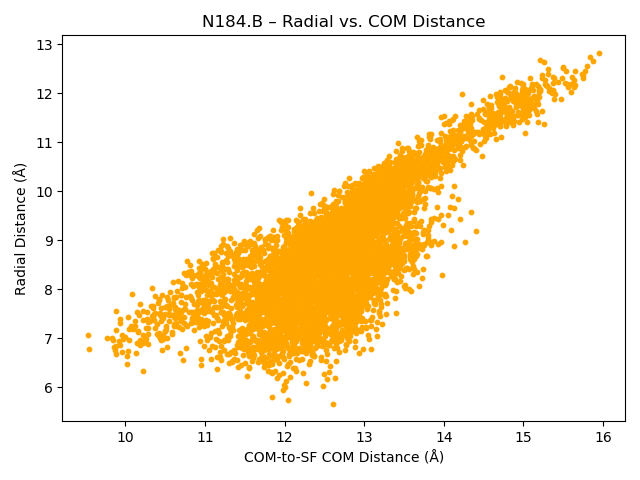 N184.B – Radial vs. COM Distance
13
12
11
10
9
8
7
6
Radial Distance (Å)
10 11 12 13 14 15 16
COM-to-SF COM Distance (Å)